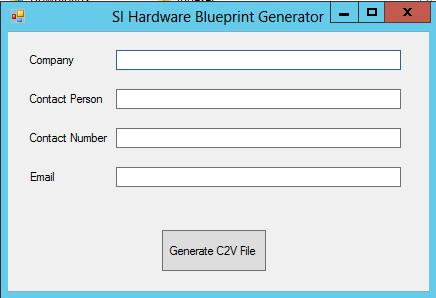 SI Hardware Blueprint Generator
Company
Contact Person
Contact Number
Email
Generate C2V File